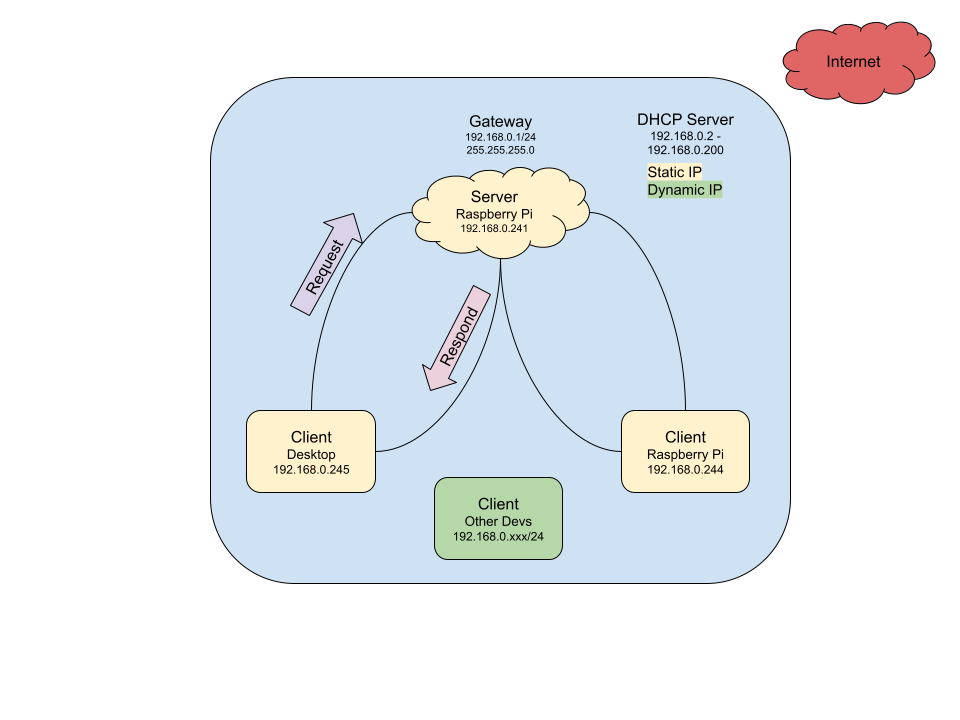 Internet
Gateway
192.168.0.1/24
255.255.255.0
DHCP Server
192.168.0.2 -
192.168.0.200
Static IP
Dynamic IP
Server
Raspberry Pi
192.168.0.241
Request
Respond
Client
Desktop
192.168.0.245
Client
Raspberry Pi
192.168.0.244
Client
Other Devs
192.168.0.xxx/24